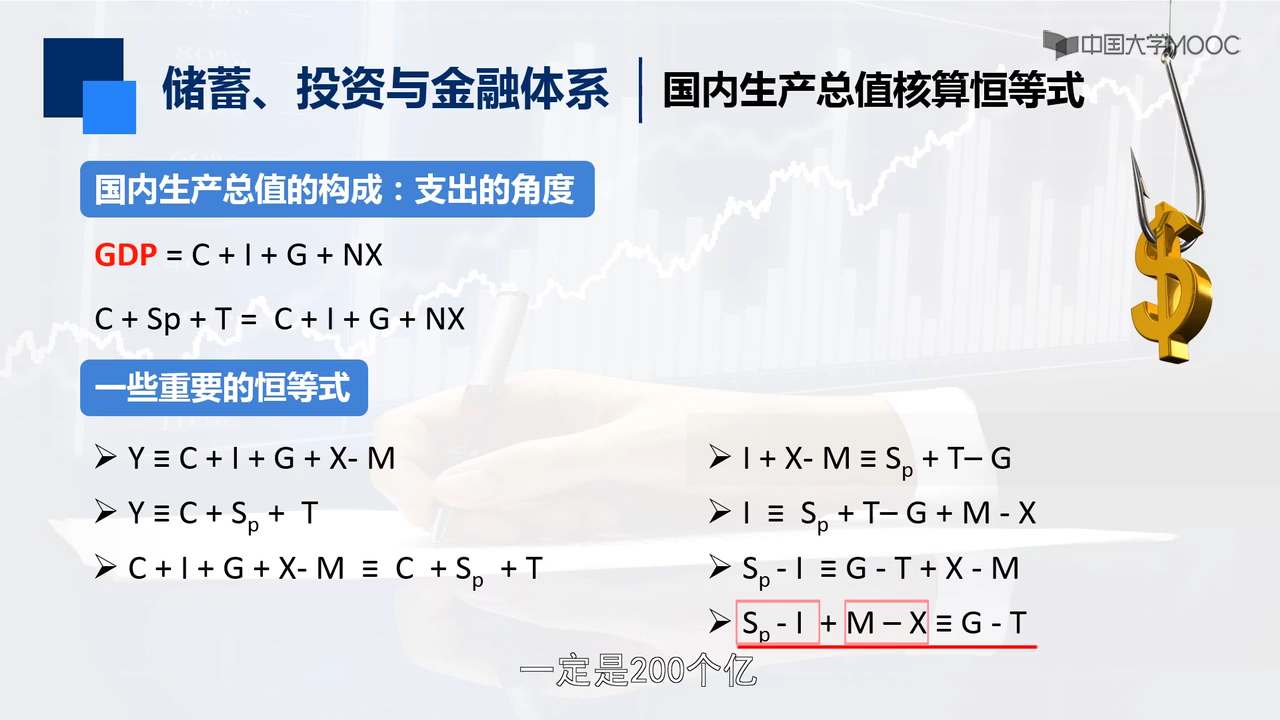 中国大学MOOC
储蓄、投资与金融体系 | 国内生产总值核算恒等式
国内生产总值的构成：支出的角度
GDP = C + I + G + NX
C + Sp + T = C + I + G + NX
一些重要的恒等式
➢ Y ≡ C + I + G + X- M
➢ Y ≡ C + Sp + T
➢ C + I + G + X- M ≡ C + Sp + T
➢ I + X- M ≡ Sp + T– G
➢ I ≡ Sp + T– G + M - X
➢ Sp - I ≡ G - T + X - M
➢ Sp - I + M – X ≡ G - T
一定是200个亿